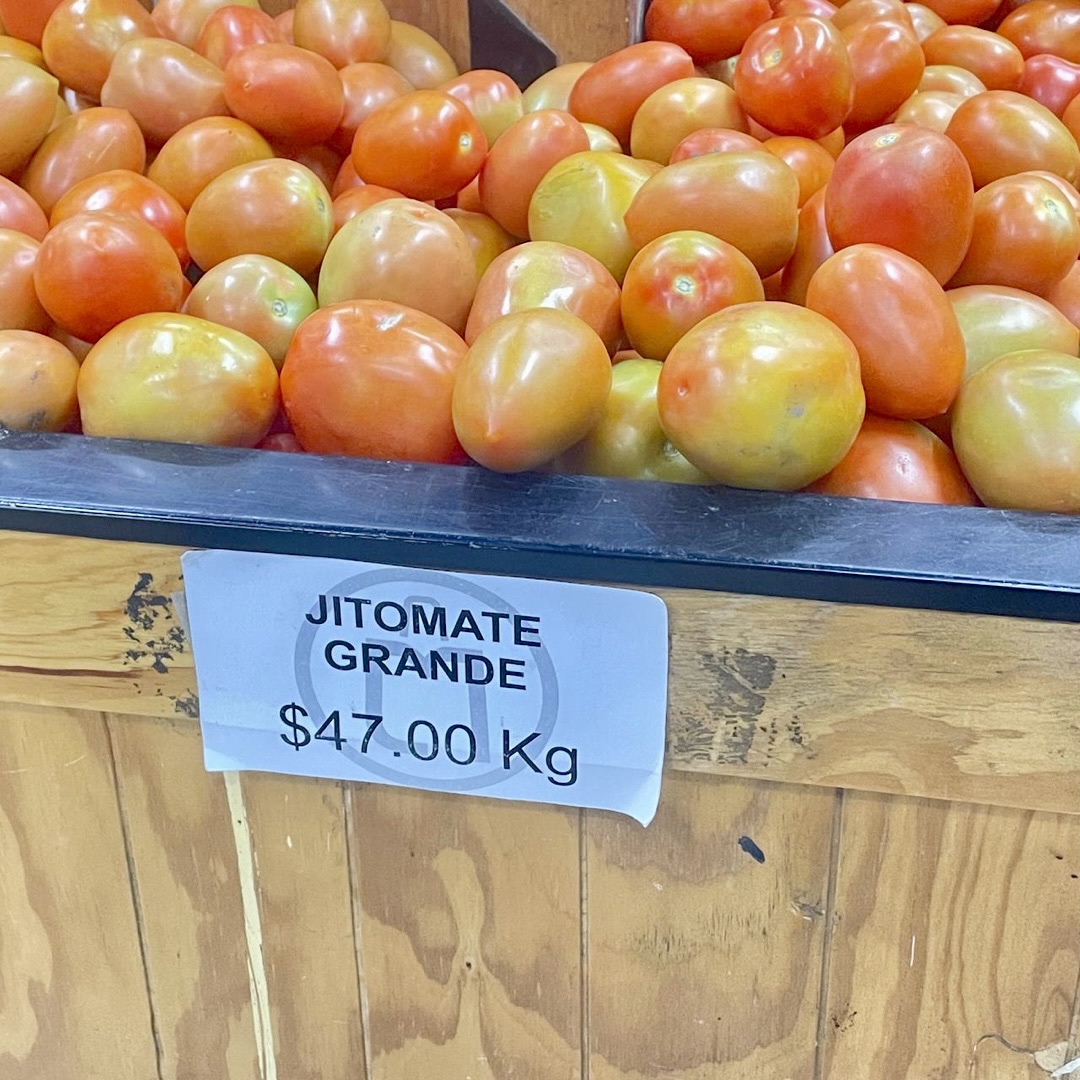 JITOMATE
GRANDE
$47.00 Kg